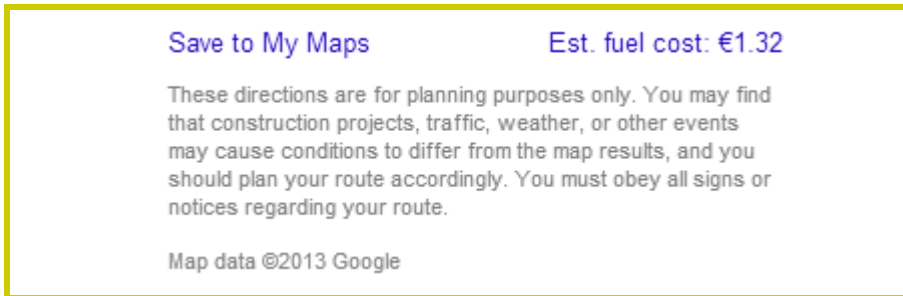 Save to My Maps Est. fuel cost: €1.32
These directions are for planning purposes only. You may find
that construction projects, traffic, weather, or other events
may cause conditions to differ from the map results, and you
should plan your route accordingly. You must obey all signs or
notices regarding your route.
Map data ©2013 Google